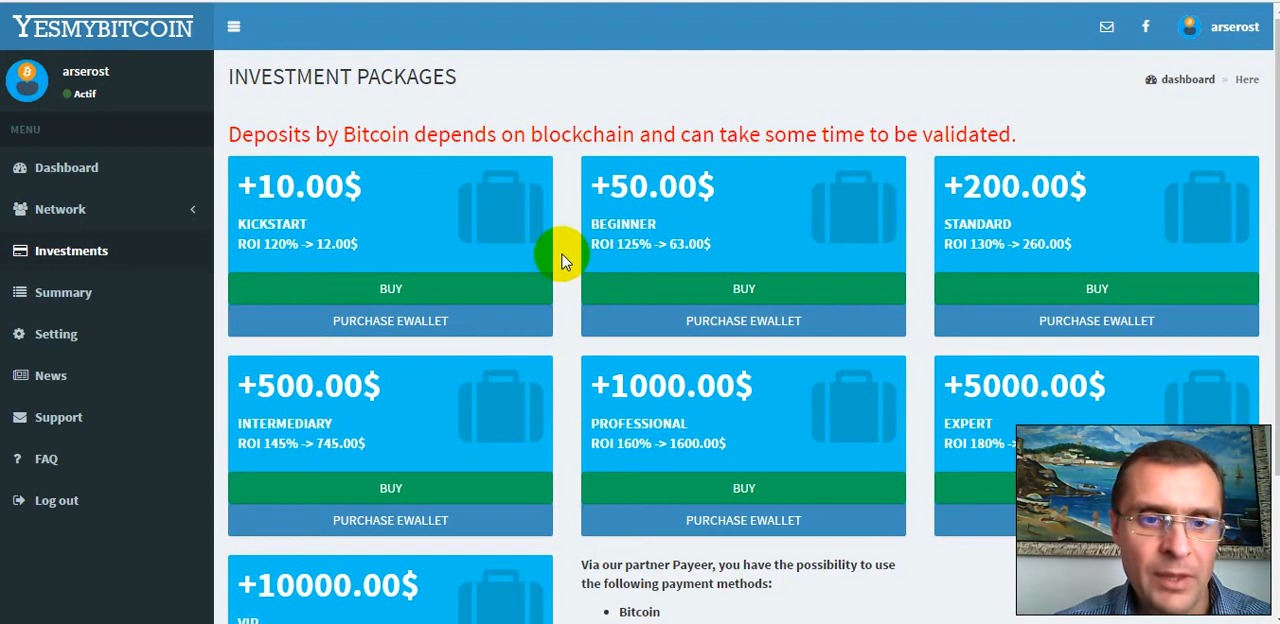 YESMYBITCOIN
arserost
arserost
Actif
MENU
Dashboard
Network
Investments
Summary
Setting
News
Support
FAQ
Log out
INVESTMENT PACKAGES
dashboard » Here
Deposits by Bitcoin depends on blockchain and can take some time to be validated.
+10.00$
KICKSTART
ROI 120% -> 12.00$
BUY
PURCHASE EWALLET
+50.00$
BEGINNER
ROI 125% -> 63.00$
BUY
PURCHASE EWALLET
+200.00$
STANDARD
ROI 130% -> 260.00$
BUY
PURCHASE EWALLET
+500.00$
INTERMEDIARY
ROI 145% -> 745.00$
BUY
PURCHASE EWALLET
+1000.00$
PROFESSIONAL
ROI 160% -> 1600.00$
BUY
PURCHASE EWALLET
+5000.00$
EXPERT
ROI 180% ->
+10000.00$
VIP
Via our partner Payeer, you have the possibility to use
the following payment methods:
• Bitcoin